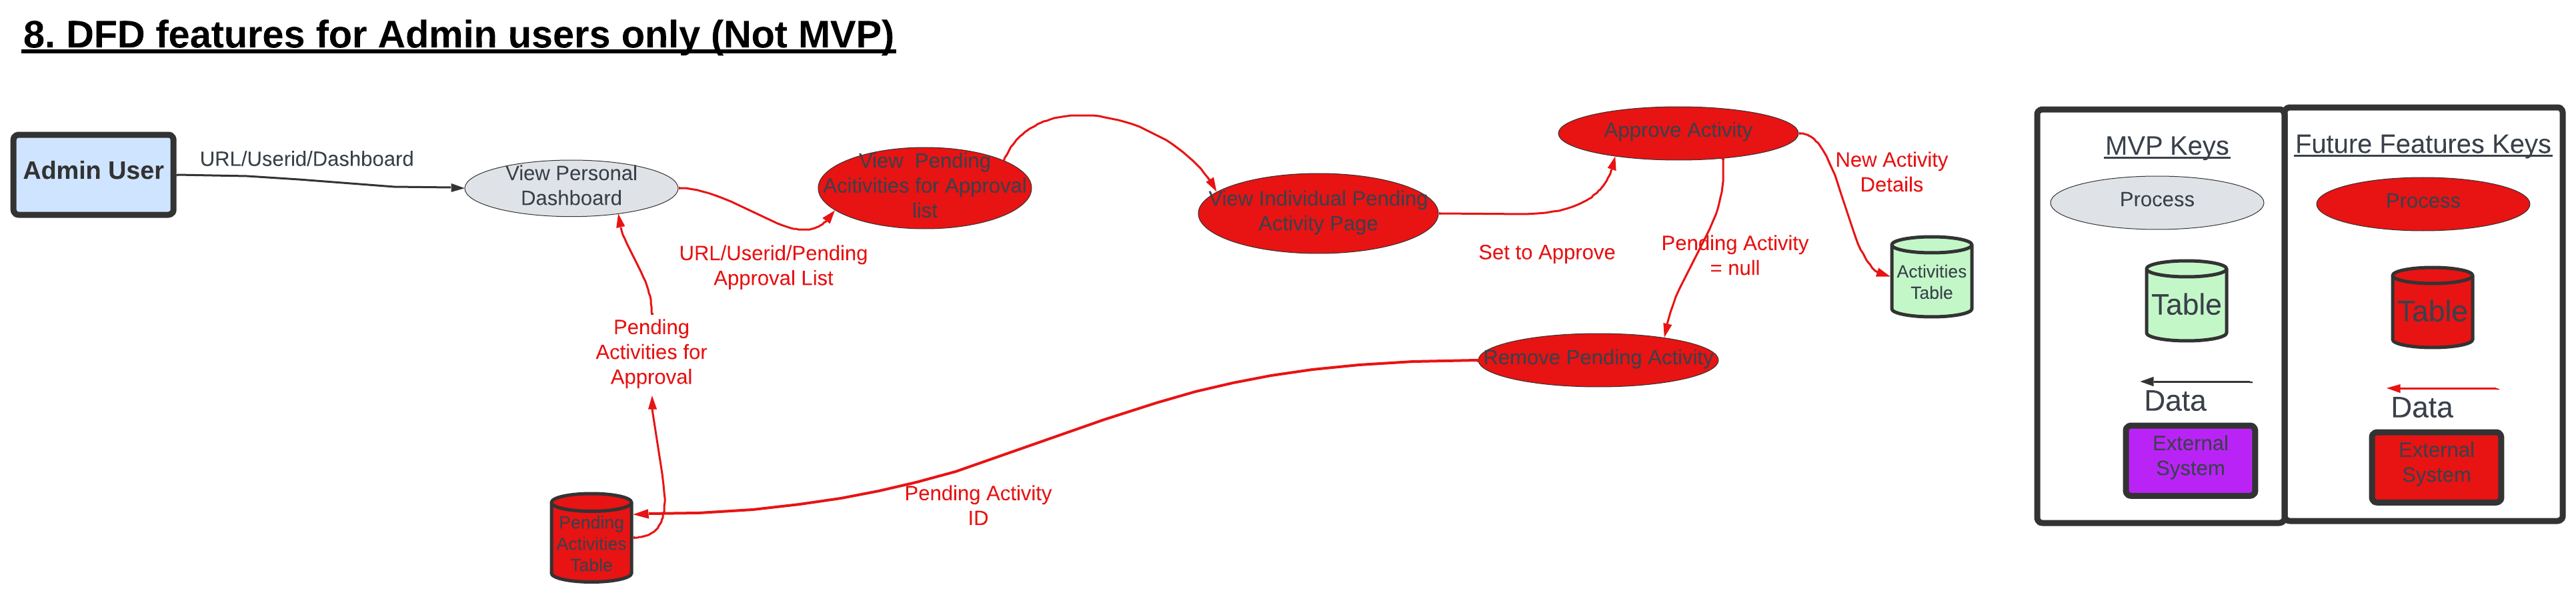 8. DFD features for Admin users only (Not MVP)
Admin User
URL/Userid/Dashboard
View Personal
Dashboard
URL/Userid/Pending
Approval List
View Pending
Acitivities for Approval
list
View Individual Pending
Activity Page
Set to Approve
Approve Activity
New Activity
Details
Activities
Table
Pending Activity
= null
Remove Pending Activity
Pending Activity
ID
Pending
Activities
Table
Pending
Activities for
Approval
MVP Keys
Process
Table
Data
External
System
Future Features Keys
Process
Table
Data
External
System